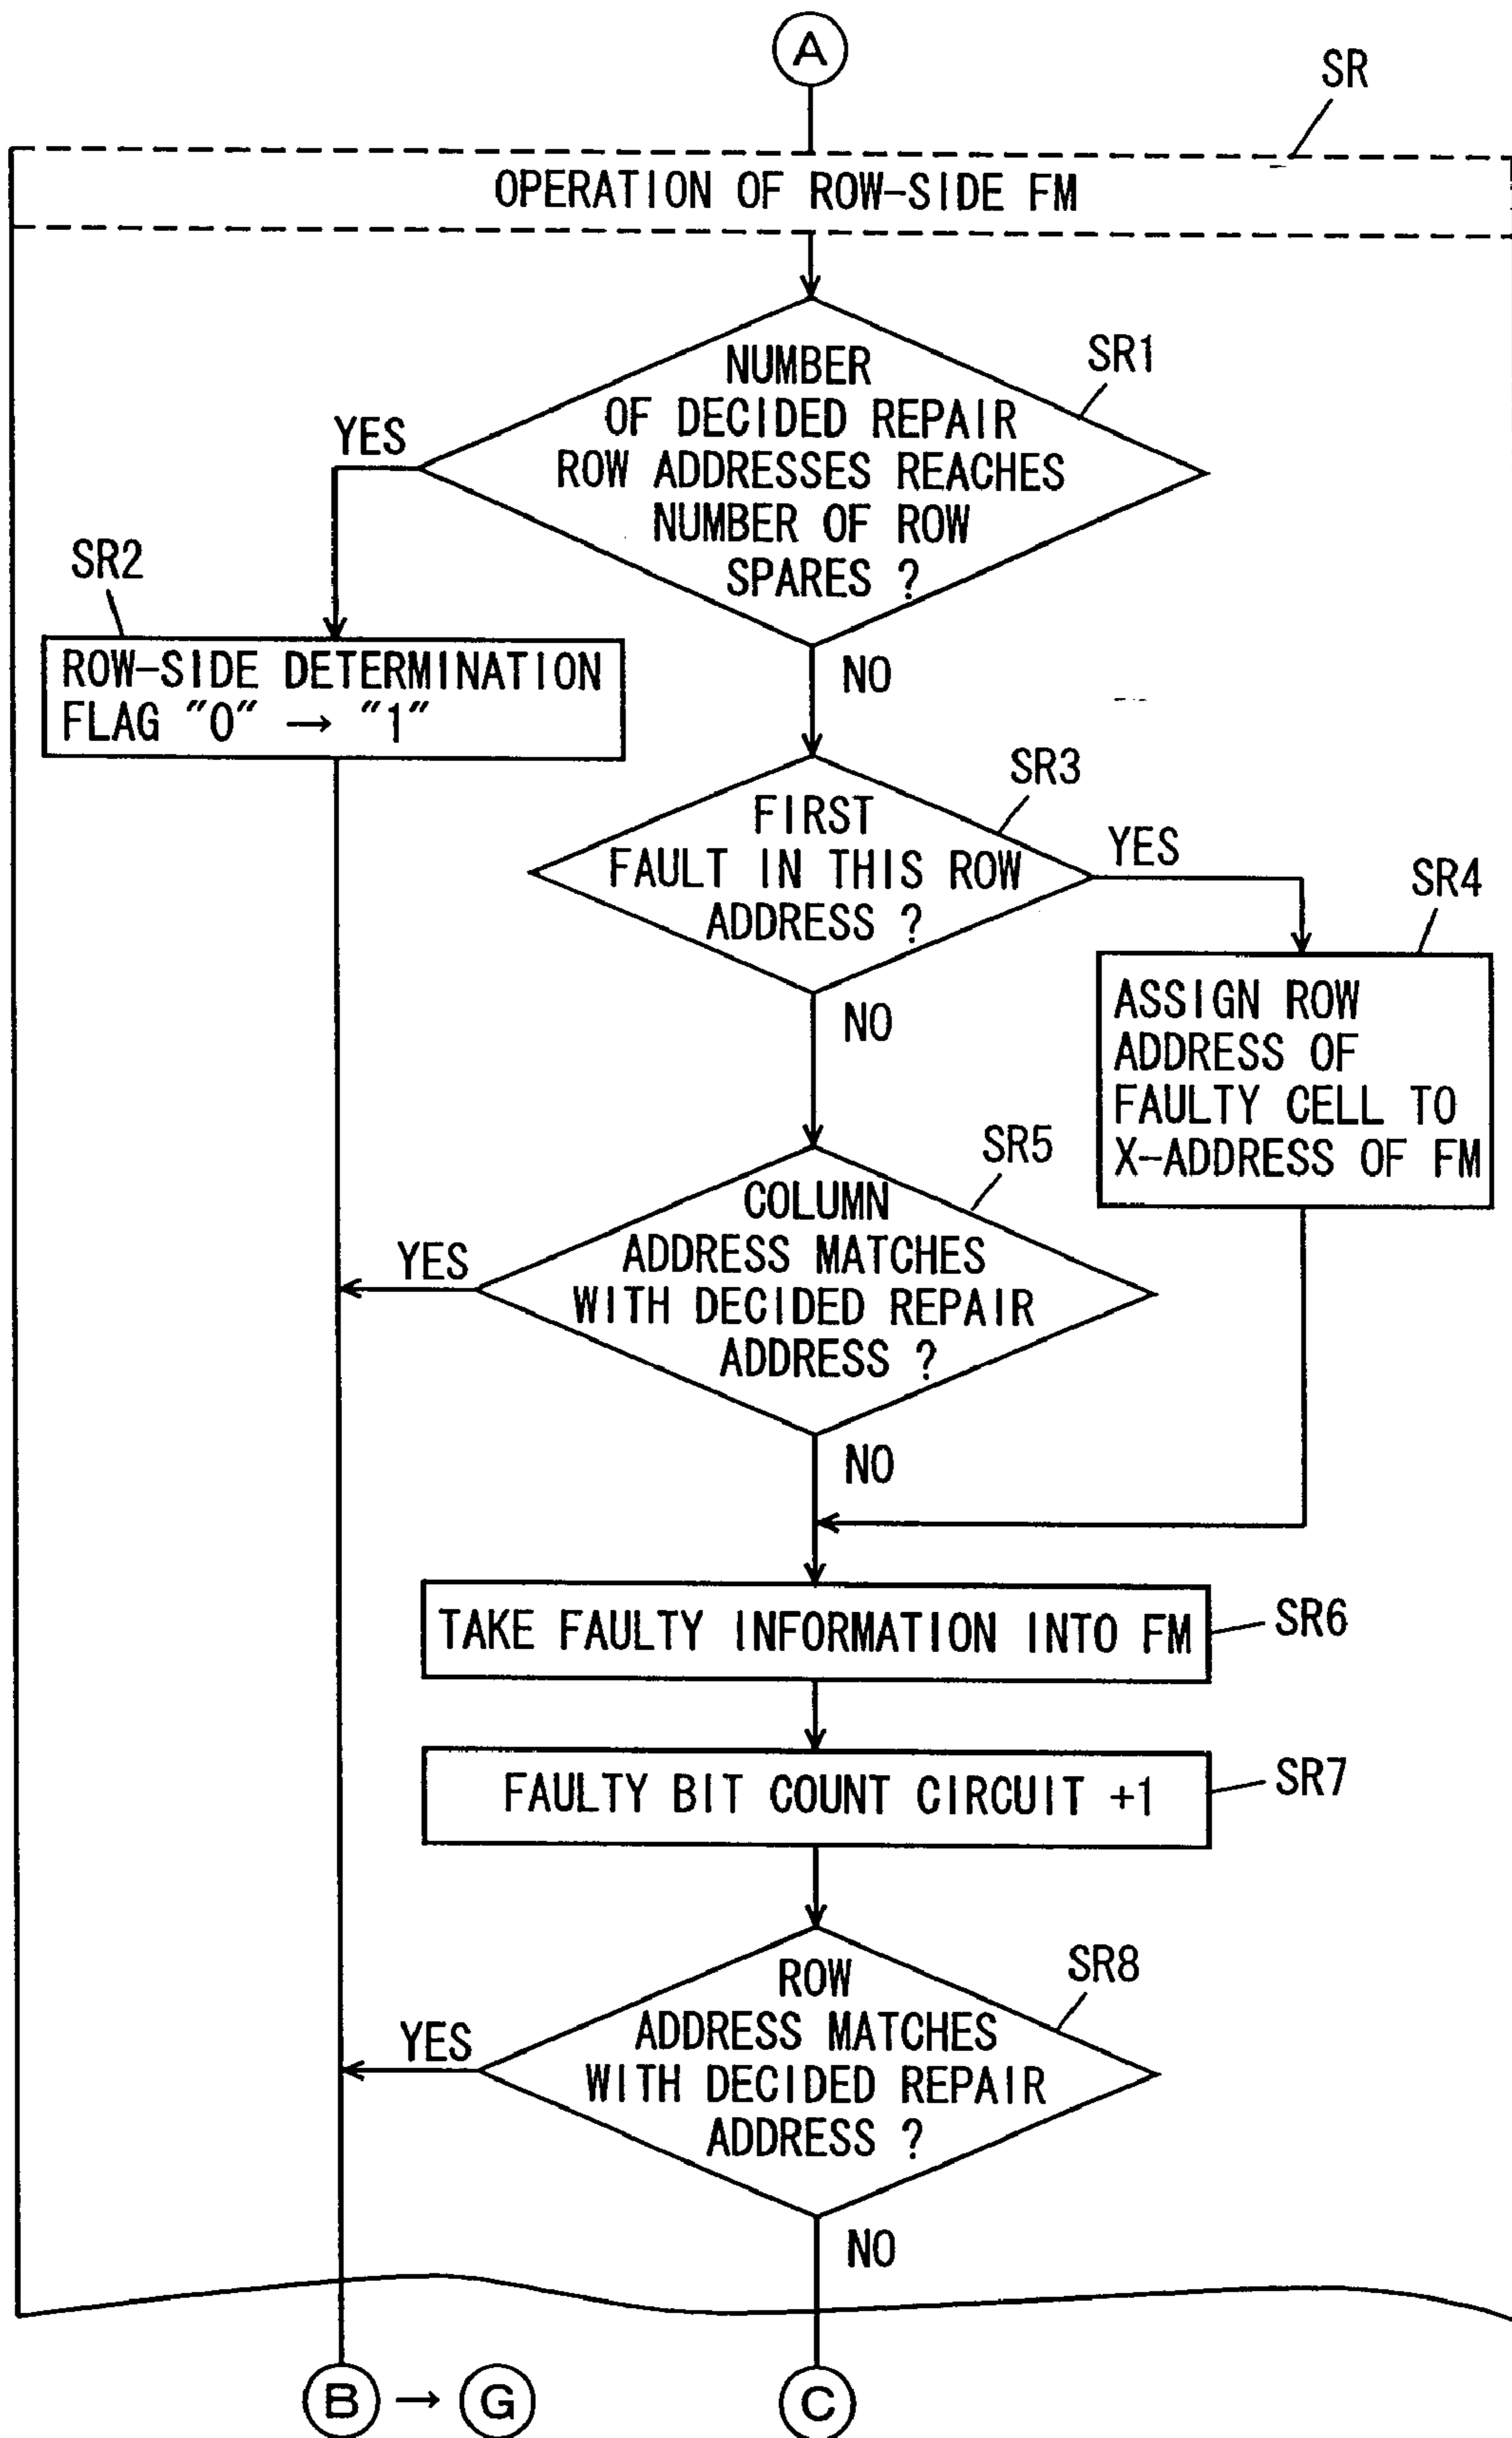 A
SR
OPERATION OF ROW-SIDE FM
SR1
NUMBER
OF DECIDED REPAIR
ROW ADDRESSES REACHES
NUMBER OF ROW
SPARES ?
YES
NO
SR2
ROW-SIDE DETERMINATION
FLAG "0" → "1"
SR3
FIRST
FAULT IN THIS ROW
ADDRESS ?
YES
NO
SR4
ASSIGN ROW
ADDRESS OF
FAULTY CELL TO
X-ADDRESS OF FM
SR5
COLUMN
ADDRESS MATCHES
WITH DECIDED REPAIR
ADDRESS ?
YES
NO
TAKE FAULTY INFORMATION INTO FM
SR6
FAULTY BIT COUNT CIRCUIT +1
SR7
SR8
ROW
ADDRESS MATCHES
WITH DECIDED REPAIR
ADDRESS ?
YES
NO
B → G
C